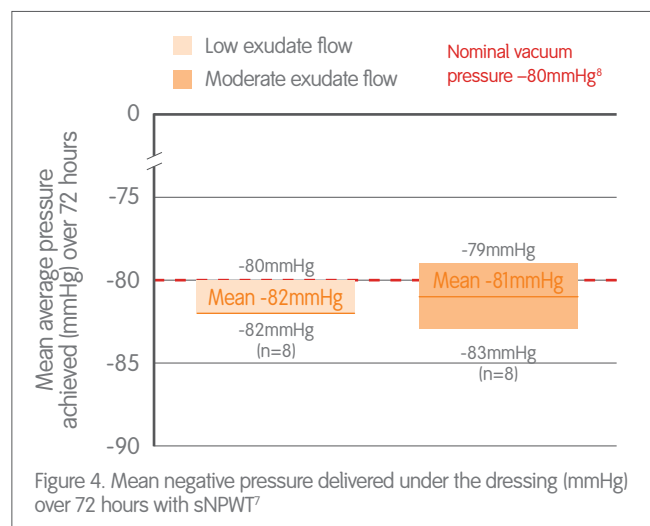 Low exudate flow
Moderate exudate flow
Nominal vacuum
pressure –80mmHg⁸
Mean average pressure
achieved (mmHg) over 72 hours
0
-75
-80
-85
-90
-80mmHg
Mean -82mmHg
-82mmHg
(n=8)
-79mmHg
Mean -81mmHg
-83mmHg
(n=8)
Figure 4. Mean negative pressure delivered under the dressing (mmHg)
over 72 hours with sNPWT⁷